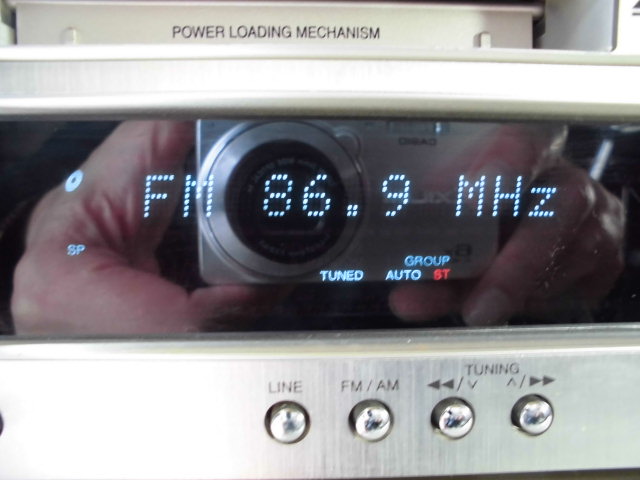 POWER LOADING MECHANISM
FM 86.9 MHz
SP
GROUP
TUNED AUTO ST
TUNING
LINE FM / AM ◀◀/∨ ∧/▶▶